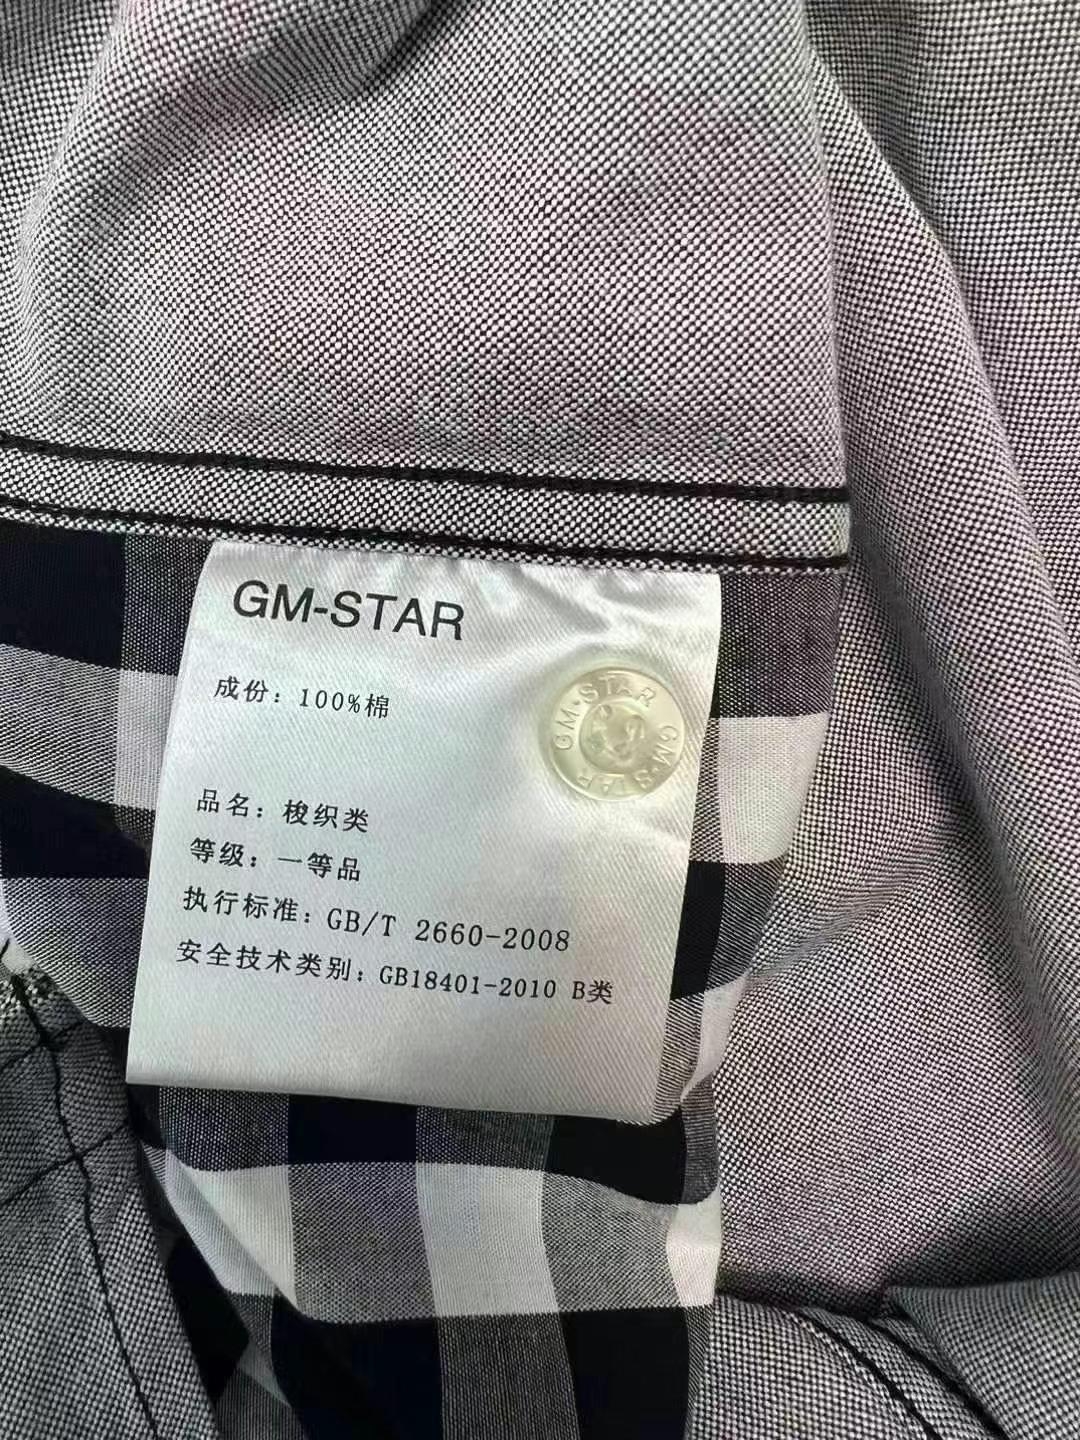 GM-STAR
成份：100%棉
GM·STAR GM·STAR
品名：梭织类
等级：一等品
执行标准：GB/T 2660-2008
安全技术类别：GB18401-2010 B类